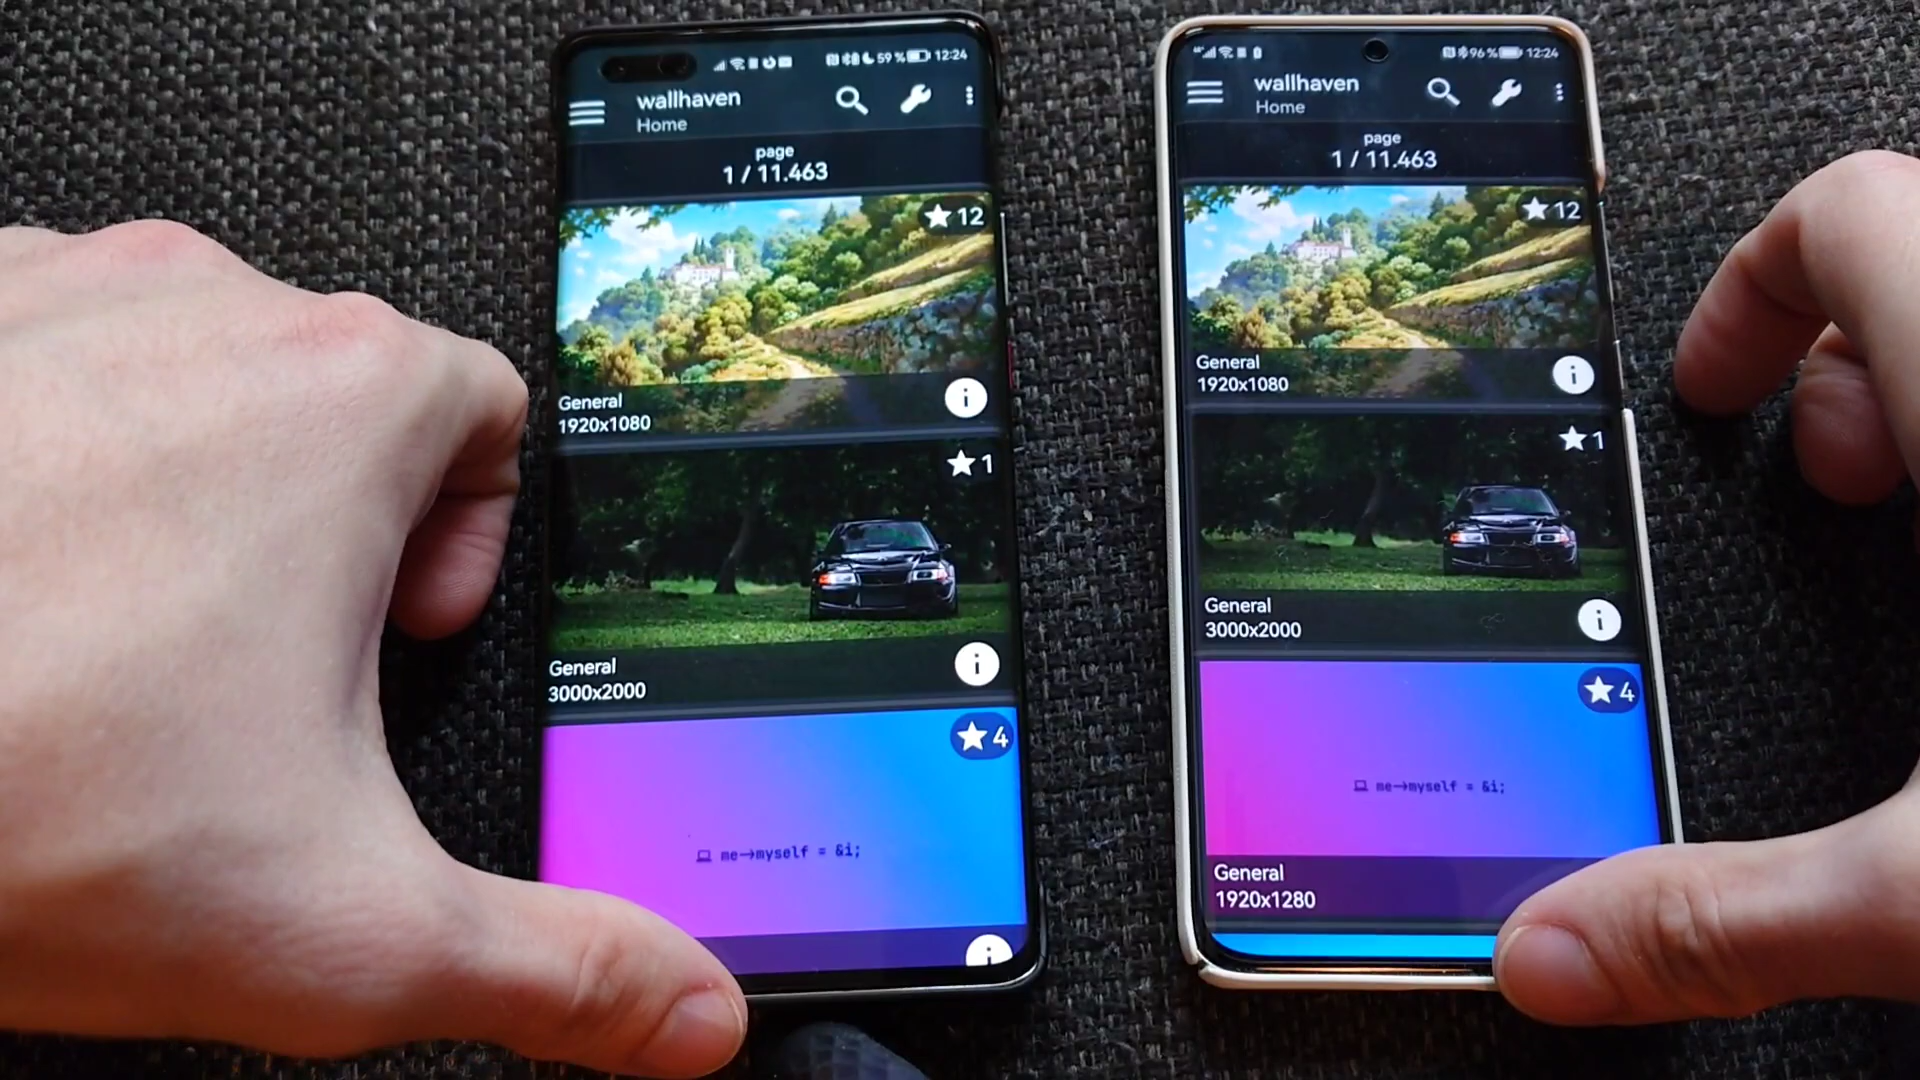 59 % 12:24
wallhaven
Home
page
1 / 11.463
12
General
1920x1080
1
General
3000x2000
4
me→myself = &i;
96 % 12:24
wallhaven
Home
page
1 / 11.463
12
General
1920x1080
1
General
3000x2000
4
me→myself = &i;
General
1920x1280